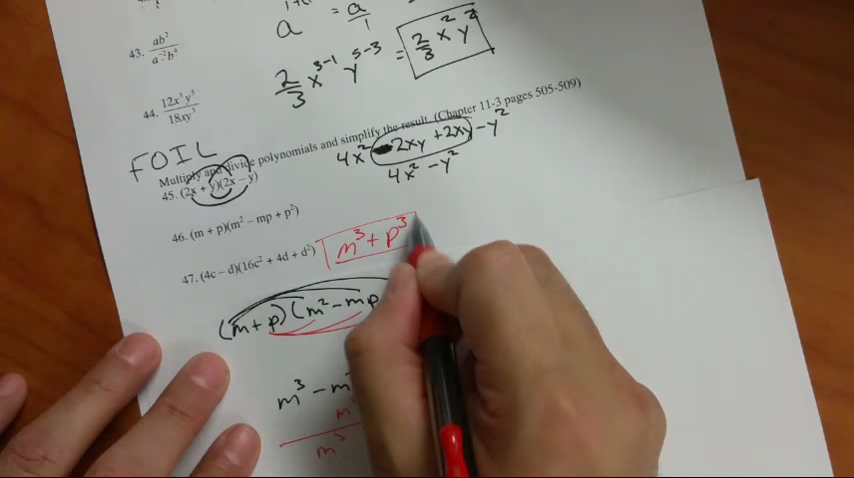 a = a/1
43. ab²/a⁻²b⁴
2/3 x³⁻¹ y⁵⁻³ = 2/3 x² y²
44. 12x³y⁵/18xy³
FOIL
Multiply and divide polynomials and simplify the result. (Chapter 11-3 pages 505-509)
4x² - 2xy + 2xy - y²
45. (2x + y)(2x − y)
4x² - y²
46. (m + p)(m² − mp + p²)
m³ + p³
47. (4c − d)(16c² + 4d + d²)
(m+p)(m² - mp
m³ - m
m
m³